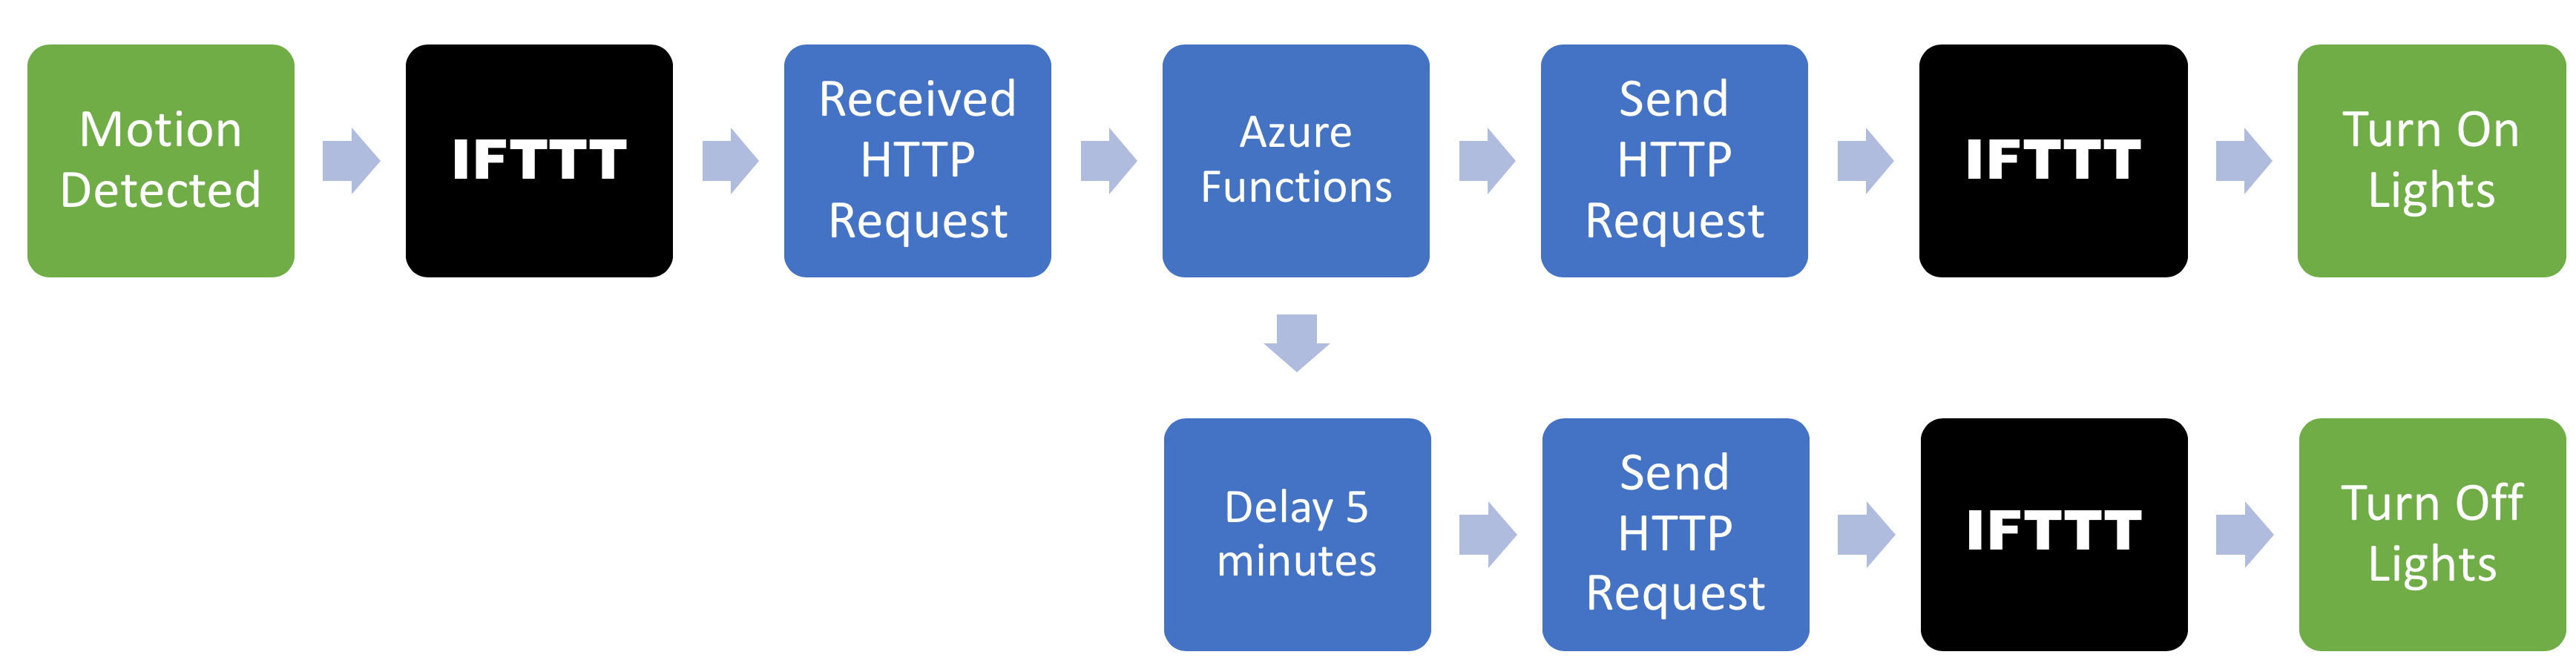 Motion
Detected
IFTTT
Received
HTTP
Request
Azure
Functions
Send
HTTP
Request
IFTTT
Turn On
Lights
Delay 5
minutes
Send
HTTP
Request
IFTTT
Turn Off
Lights